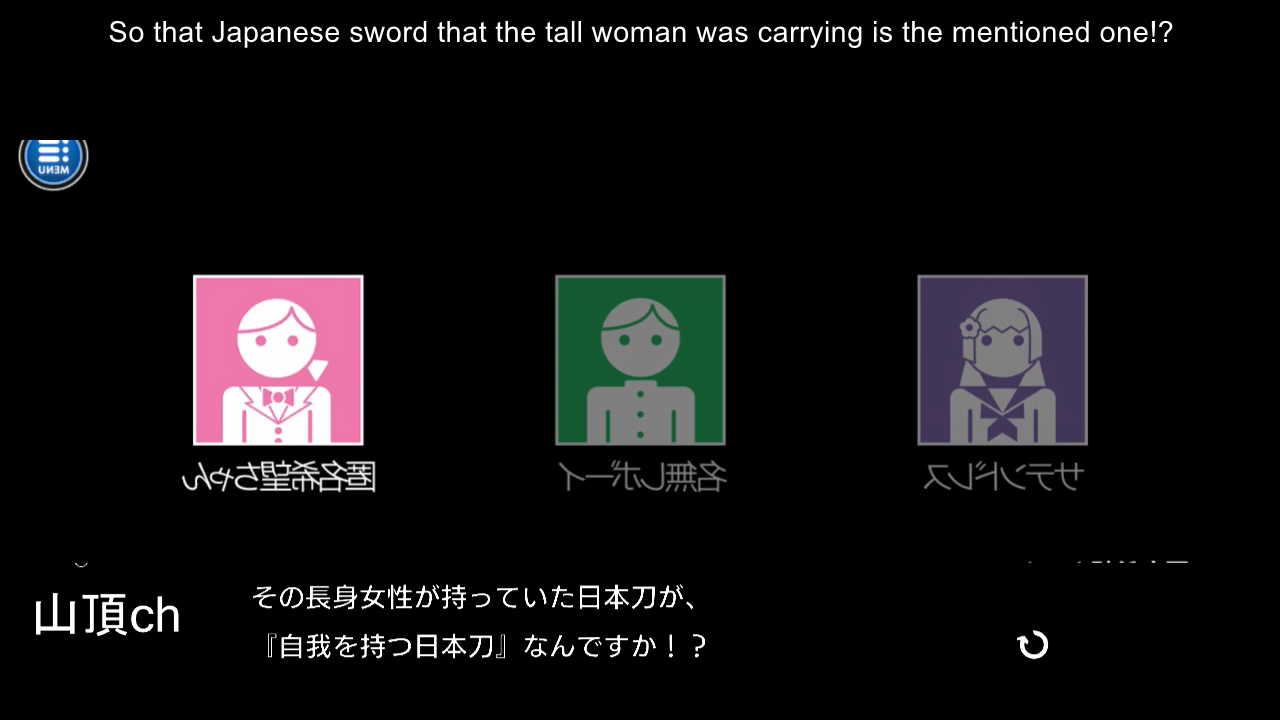 So that Japanese sword that the tall woman was carrying is the mentioned one!?
MENU
匿名希望ちゃん
名無しボーイ
サテンドレス
山頂ch
その長身女性が持っていた日本刀が、
『自我を持つ日本刀』なんですか！？